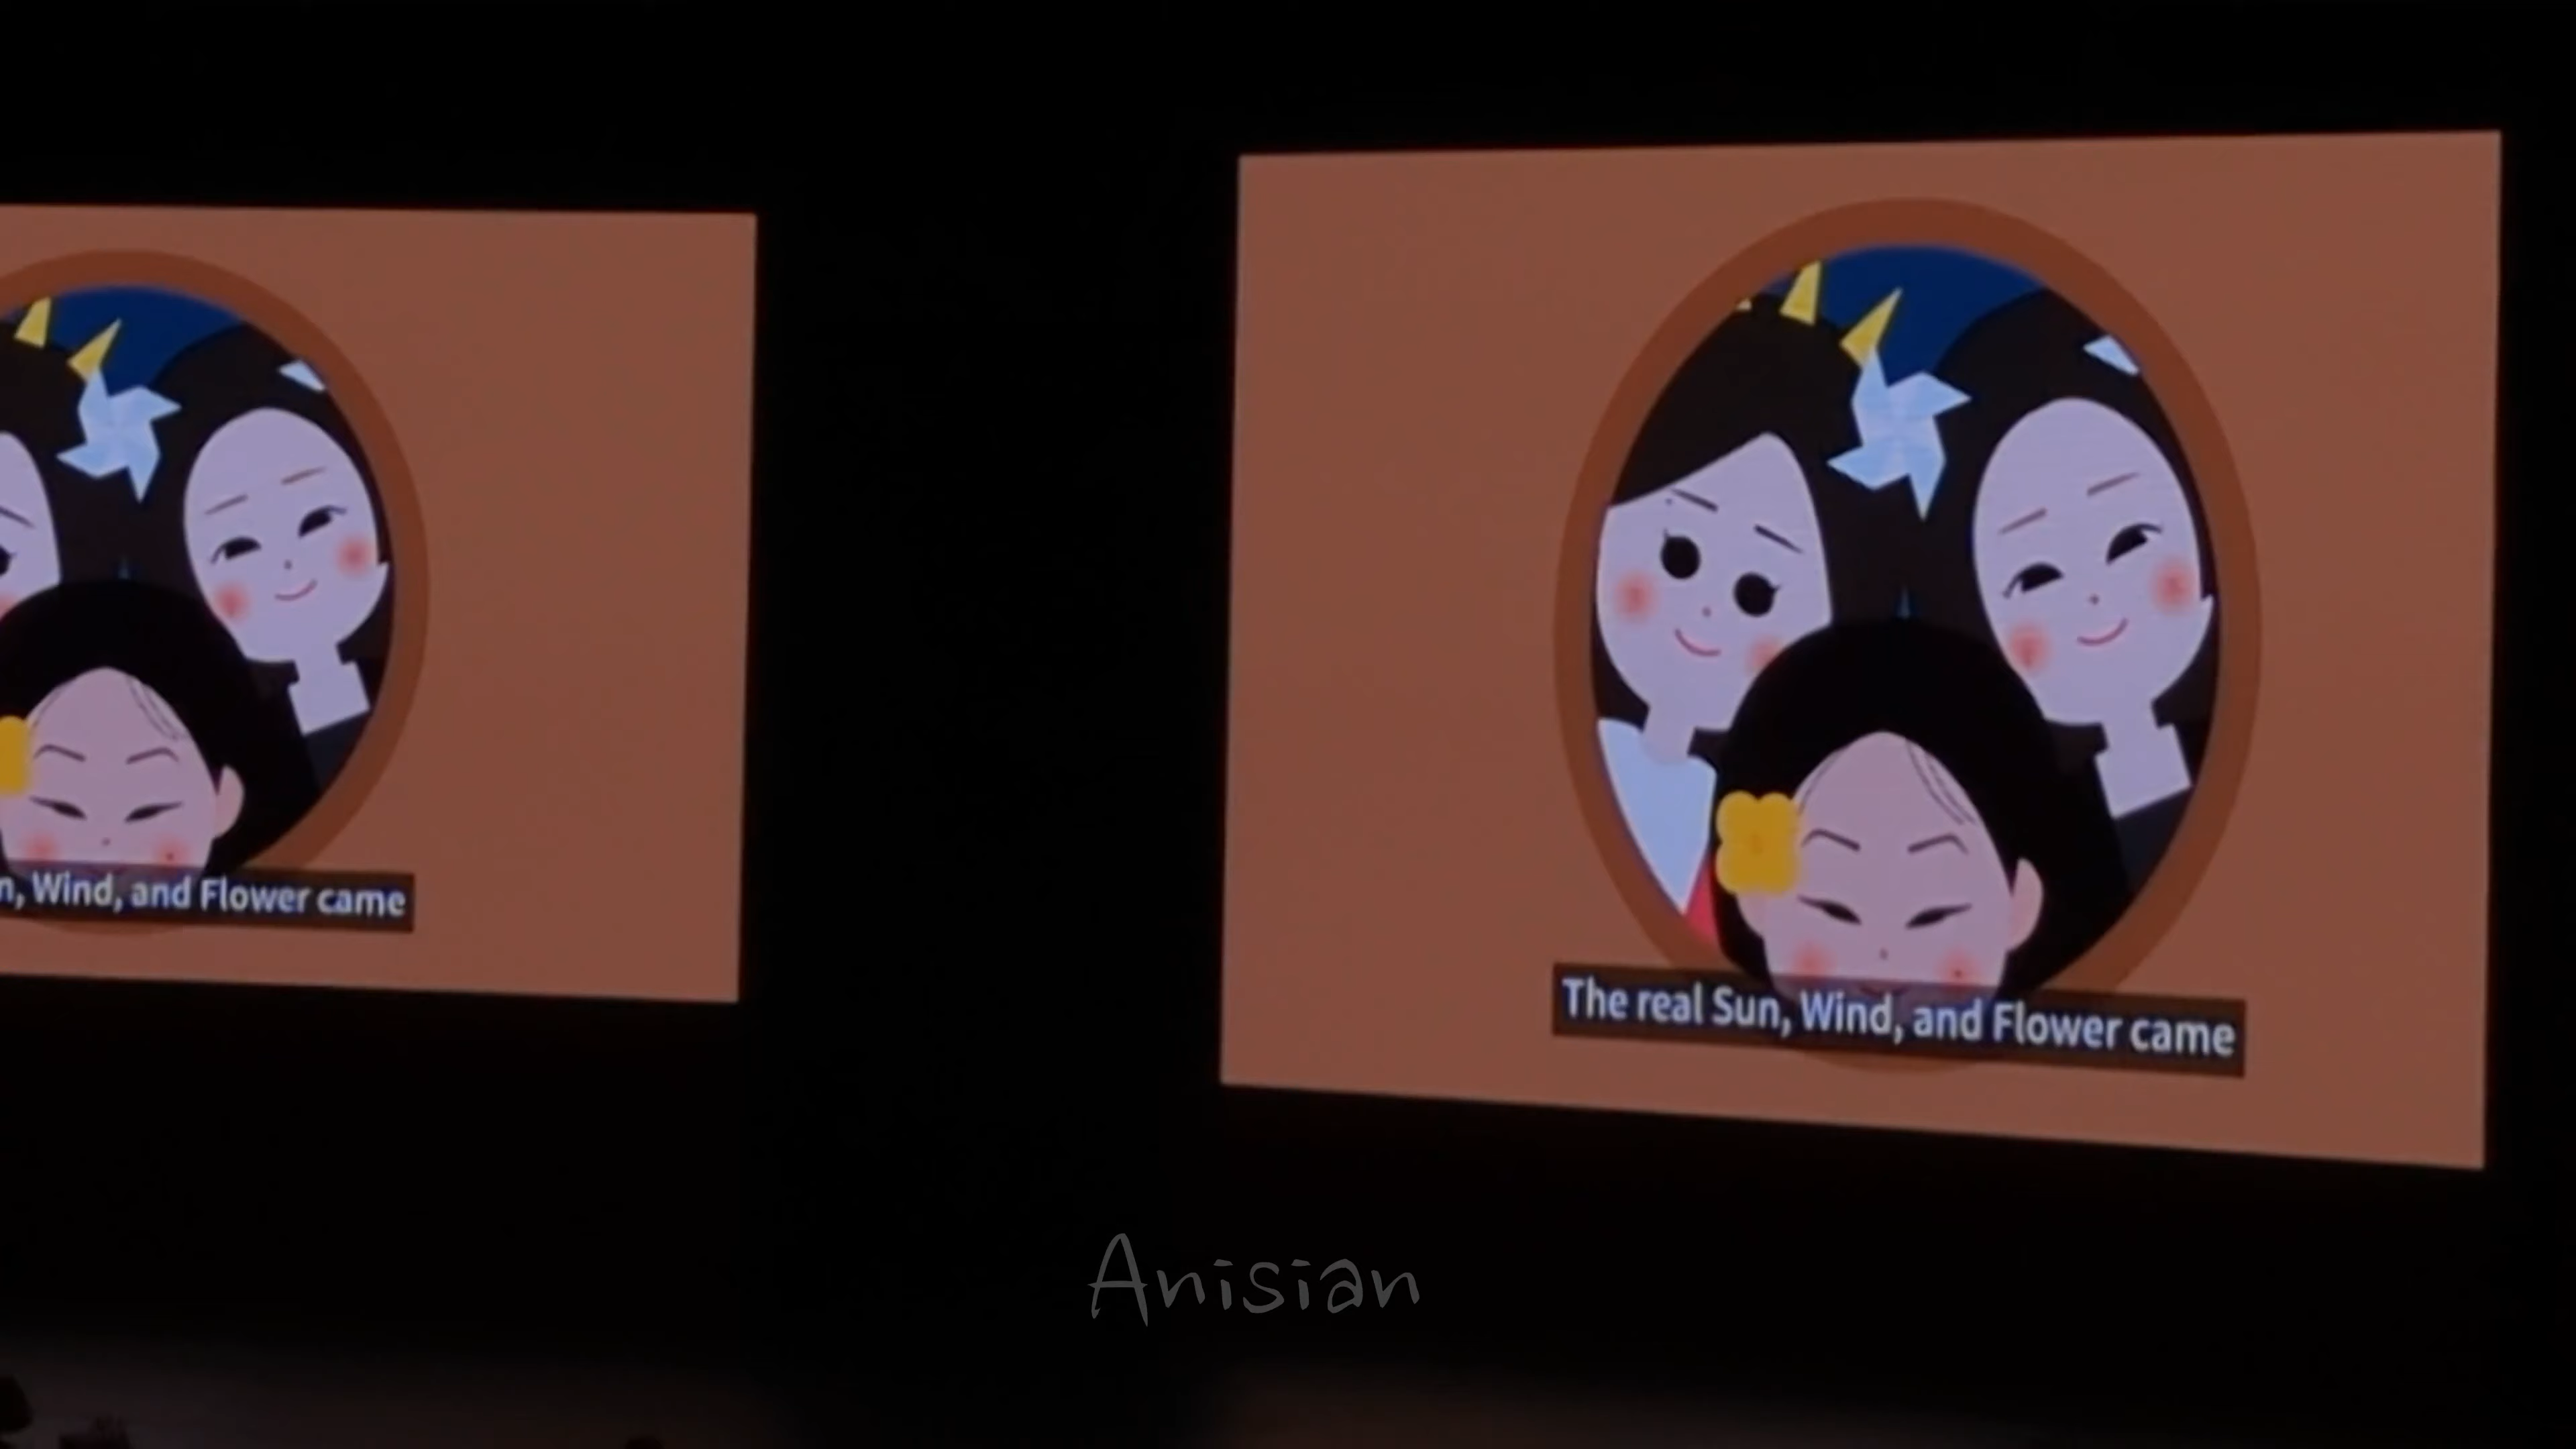 n, Wind, and Flower came
The real Sun, Wind, and Flower came
Anisian